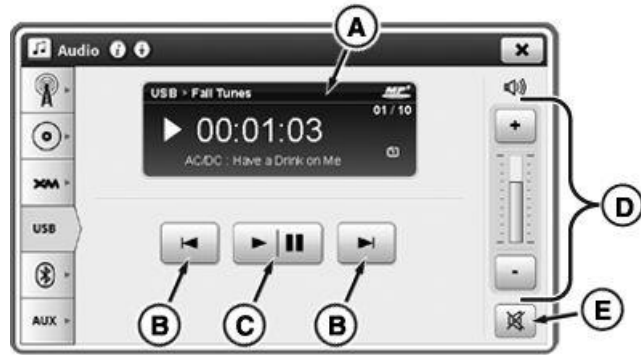 A
Audio
USB > Fall Tunes
MP3
01 / 10
00:01:03
AC/DC : Have a Drink on Me
+
XM
D
USB
-
B
C
B
E
AUX